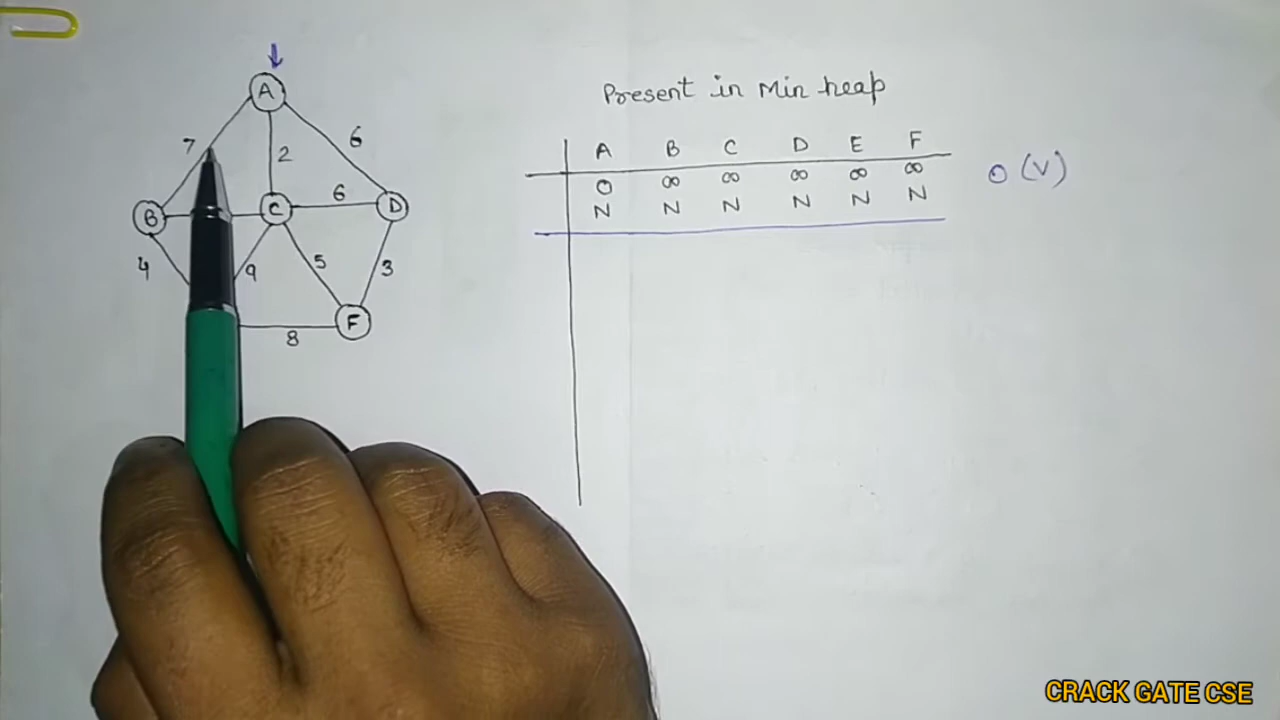 Present in Min heap
A B C D E F
0 ∞ ∞ ∞ ∞ ∞
N N N N N N
O(V)
A
7 2 6
B C 6 D
4 9 5 3
F
8
CRACK GATE CSE